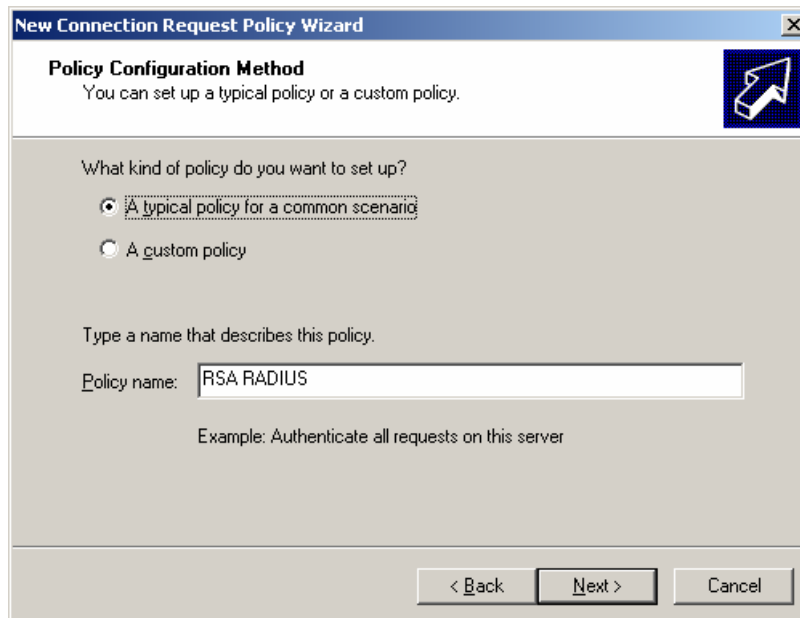 New Connection Request Policy Wizard
Policy Configuration Method
You can set up a typical policy or a custom policy.
What kind of policy do you want to set up?
A typical policy for a common scenario
A custom policy
Type a name that describes this policy.
Policy name: RSA RADIUS
Example: Authenticate all requests on this server
< Back Next > Cancel